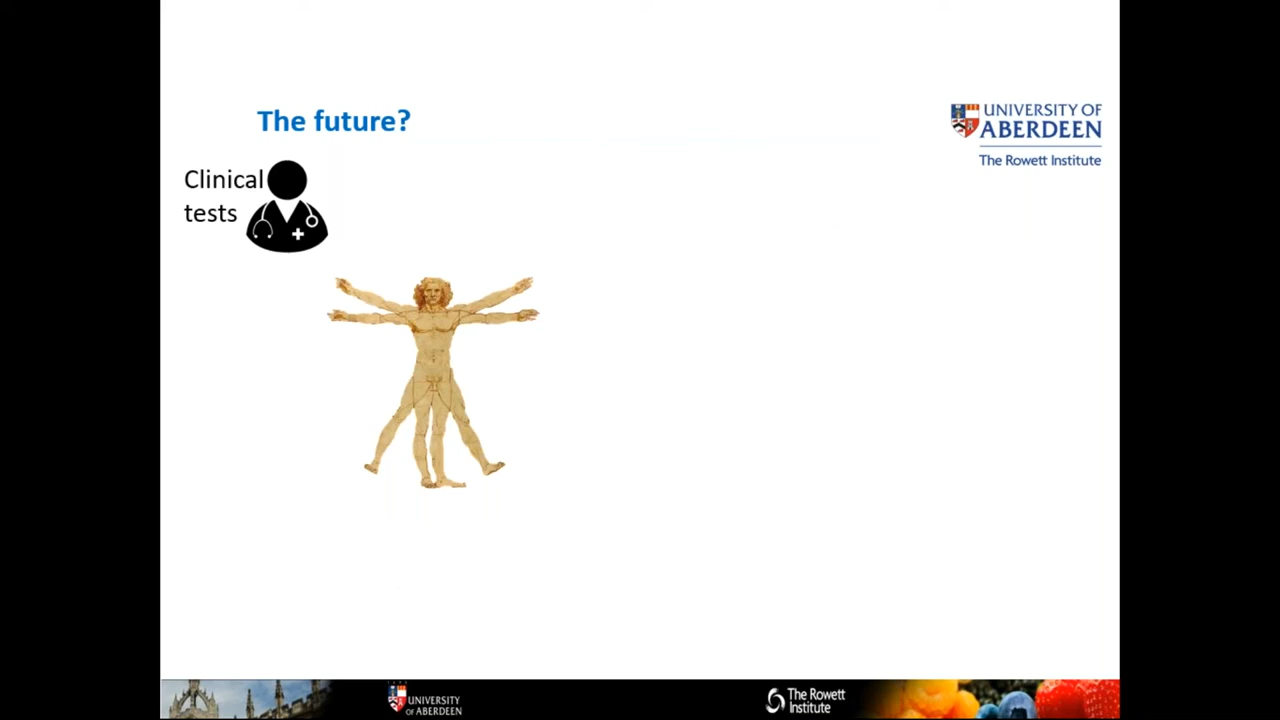 The future?
UNIVERSITY OF
ABERDEEN
The Rowett Institute
Clinical
tests
UNIVERSITY
OF ABERDEEN
The Rowett
Institute